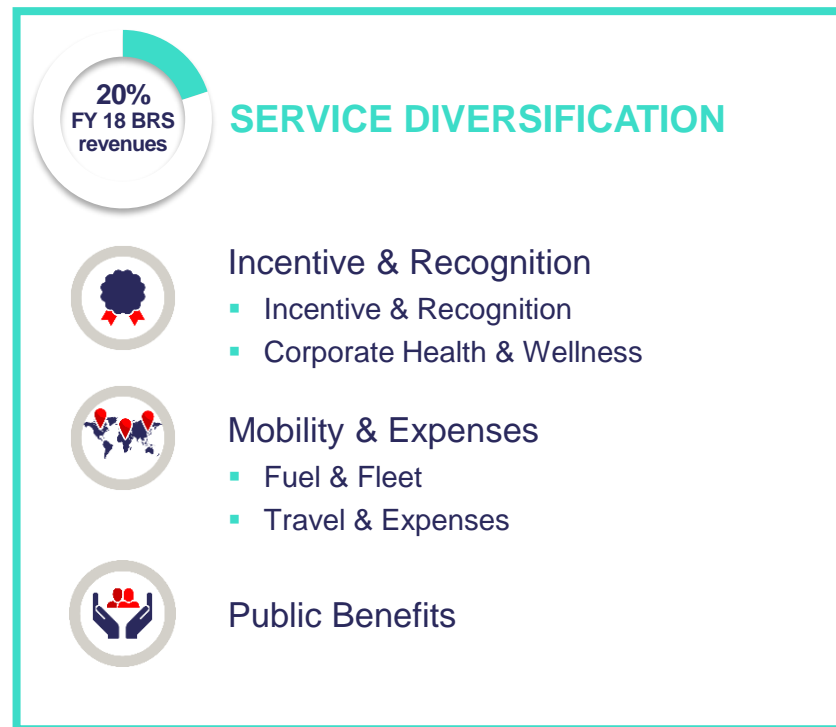 20%
FY 18 BRS
revenues
SERVICE DIVERSIFICATION
Incentive & Recognition
▪ Incentive & Recognition
▪ Corporate Health & Wellness
Mobility & Expenses
▪ Fuel & Fleet
▪ Travel & Expenses
Public Benefits